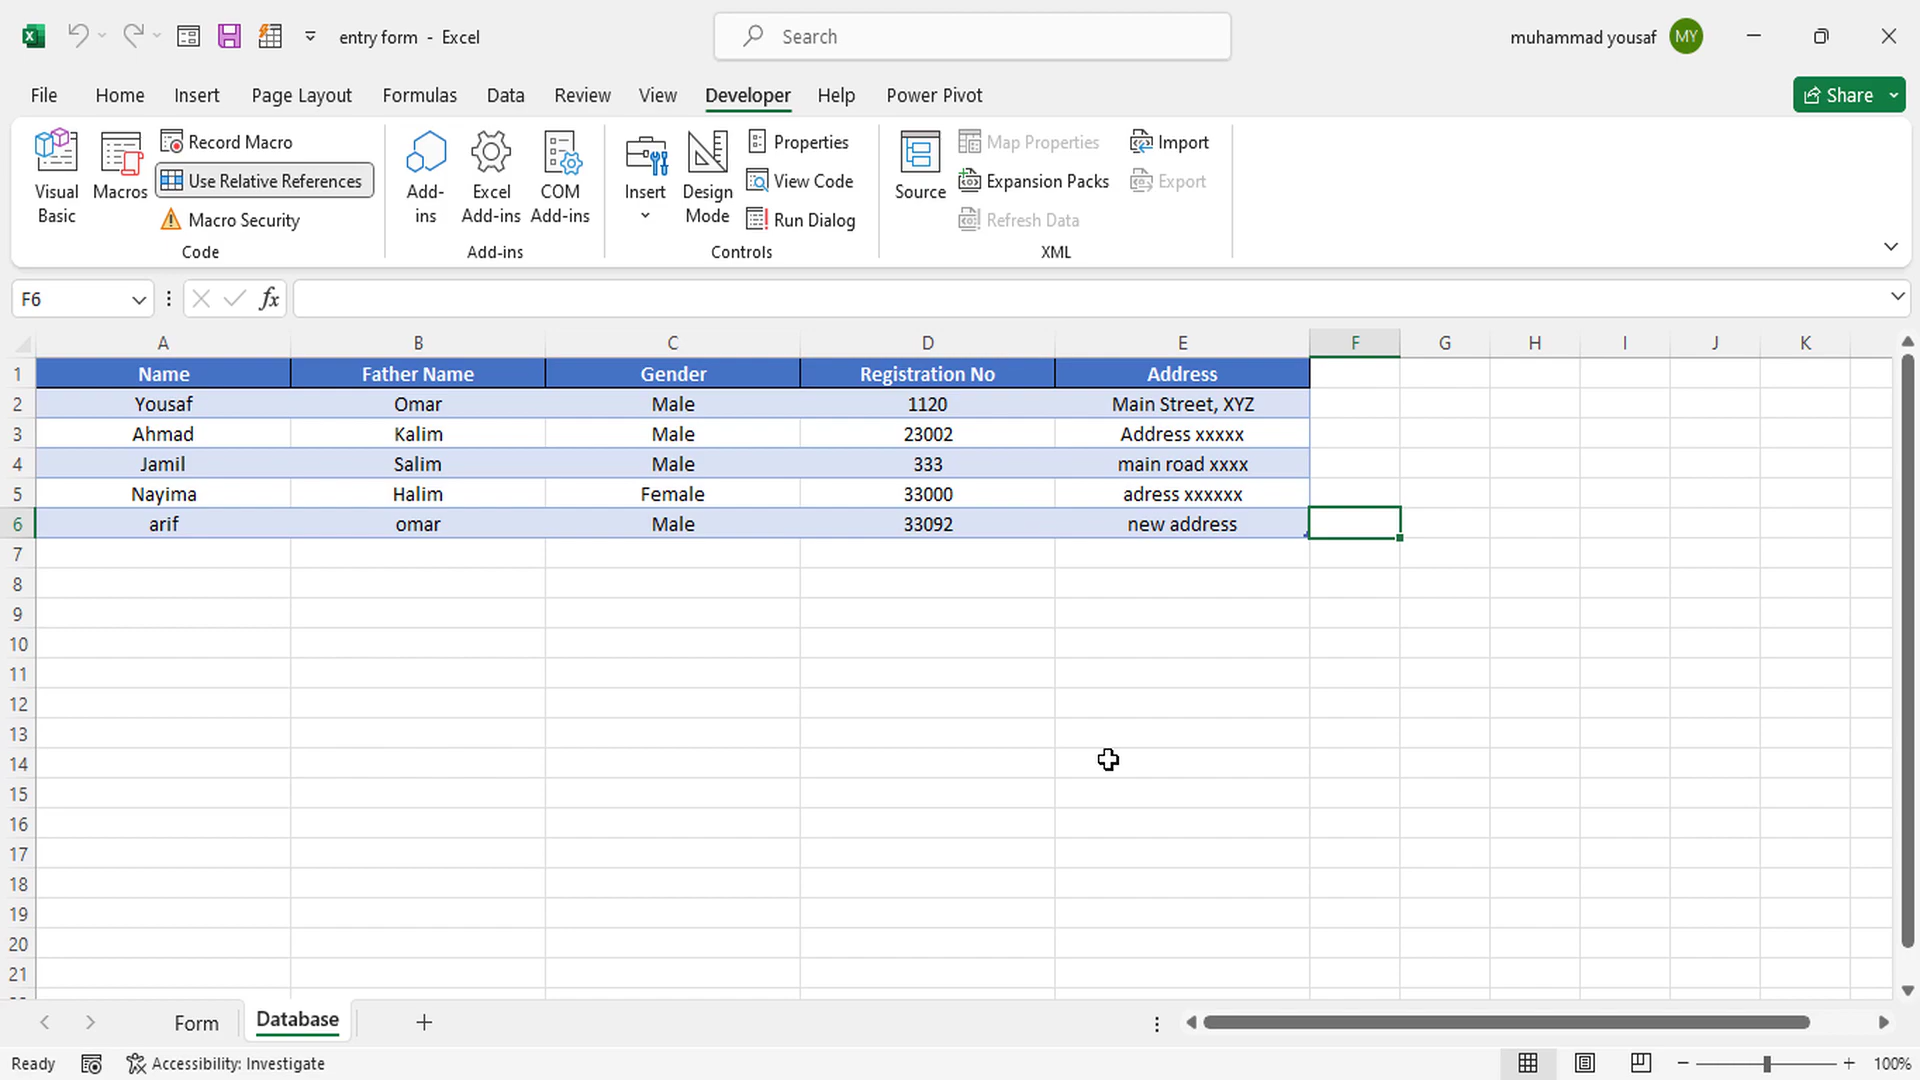 entry form - Excel
Search
muhammad yousaf MY
File Home Insert Page Layout Formulas Data Review View Developer Help Power Pivot
Share
Visual Basic
Macros
Record Macro
Use Relative References
Macro Security
Code
Add-ins
Excel Add-ins
COM Add-ins
Add-ins
Insert
Design Mode
Properties
View Code
Run Dialog
Controls
Source
Map Properties
Expansion Packs
Refresh Data
Import
Export
XML
F6
fx
A B C D E F G H I J K
1 Name Father Name Gender Registration No Address
2 Yousaf Omar Male 1120 Main Street, XYZ
3 Ahmad Kalim Male 23002 Address xxxxx
4 Jamil Salim Male 333 main road xxxx
5 Nayima Halim Female 33000 adress xxxxxx
6 arif omar Male 33092 new address
7
8
9
10
11
12
13
14
15
16
17
18
19
20
21
Form Database
Ready Accessibility: Investigate 100%